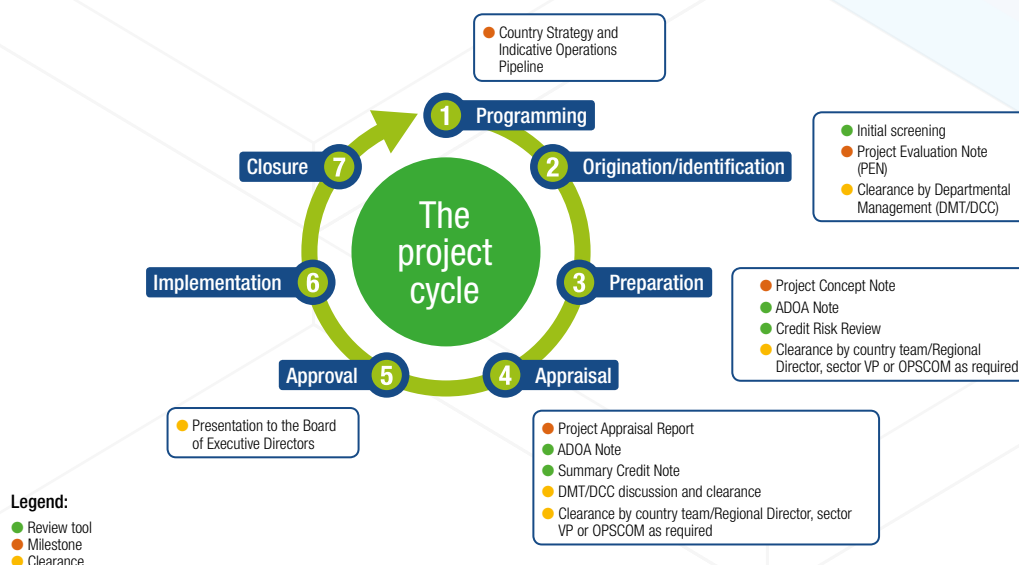 Country Strategy and
Indicative Operations
Pipeline
1 Programming
2 Origination/identification
Initial screening
Project Evaluation Note
(PEN)
Clearance by Departmental
Management (DMT/DCC)
Closure 7
The
project
cycle
Implementation 6
3 Preparation
Project Concept Note
ADOA Note
Credit Risk Review
Clearance by country team/Regional
Director, sector VP or OPSCOM as required
Approval 5
4 Appraisal
Presentation to the Board
of Executive Directors
Project Appraisal Report
ADOA Note
Summary Credit Note
DMT/DCC discussion and clearance
Clearance by country team/Regional Director, sector
VP or OPSCOM as required
Legend:
Review tool
Milestone
Clearance